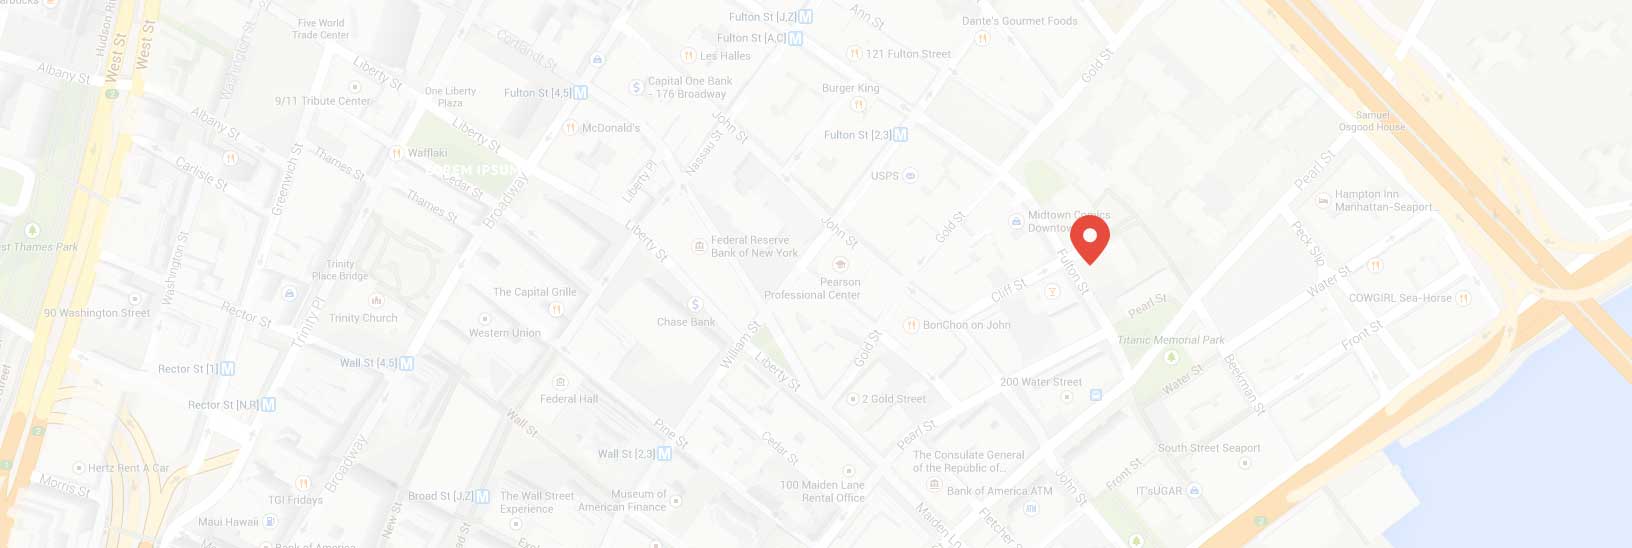 Fulton St [J,Z] M
Fulton St [A,C] M
Ann St
Dante's Gourmet Foods
Five World
Trade Center
Hudson Riv
West St
West St
Washington St
Cortlandt St
Les Halles
121 Fulton Street
Gold St
Albany St
Liberty St
9/11 Tribute Center
One Liberty
Plaza
Fulton St [4,5] M
Capital One Bank
- 176 Broadway
Burger King
Samuel
Osgood House
Albany St
Liberty St
McDonald's
John St
Fulton St [2,3] M
Nassau St
Thames St
Wafflaki
Carlisle St
LOREM IPSUM
Cedar St
Liberty Pl
USPS
Pearl St
Greenwich St
Thames St
Broadway
Hampton Inn
Manhattan-Seaport...
Midtown Comics
Downtow
Gold St
John St
Liberty St
Federal Reserve
Bank of New York
Peck Slip
st Thames Park
Washington St
Trinity
Place Bridge
Pearson
Professional Center
Fulton St
Cliff St
Water St
The Capital Grille
Pearl St
COWGIRL Sea-Horse
90 Washington Street
Rector St
Trinity Pl
Trinity Church
Western Union
Chase Bank
BonChon on John
Front St
William St
Gold St
Titanic Memorial Park
Rector St [1] M
Wall St [4,5] M
Liberty St
200 Water Street
Water St
Beekman St
Rector St [N,R] M
Federal Hall
2 Gold Street
Wall St
Pine St
Pearl St
Cedar St
Broadway
Wall St [2,3] M
The Consulate General
of the Republic of...
South Street Seaport
Hertz Rent A Car
Morris St
100 Maiden Lane
Rental Office
Bank of America ATM
John St
Front St
IT'SUGAR
TGI Fridays
Broad St [J,Z] M
The Wall Street
Experience
Museum of
American Finance
Maui Hawaii
New St
Maiden Ln
Fletcher St
Bank of America